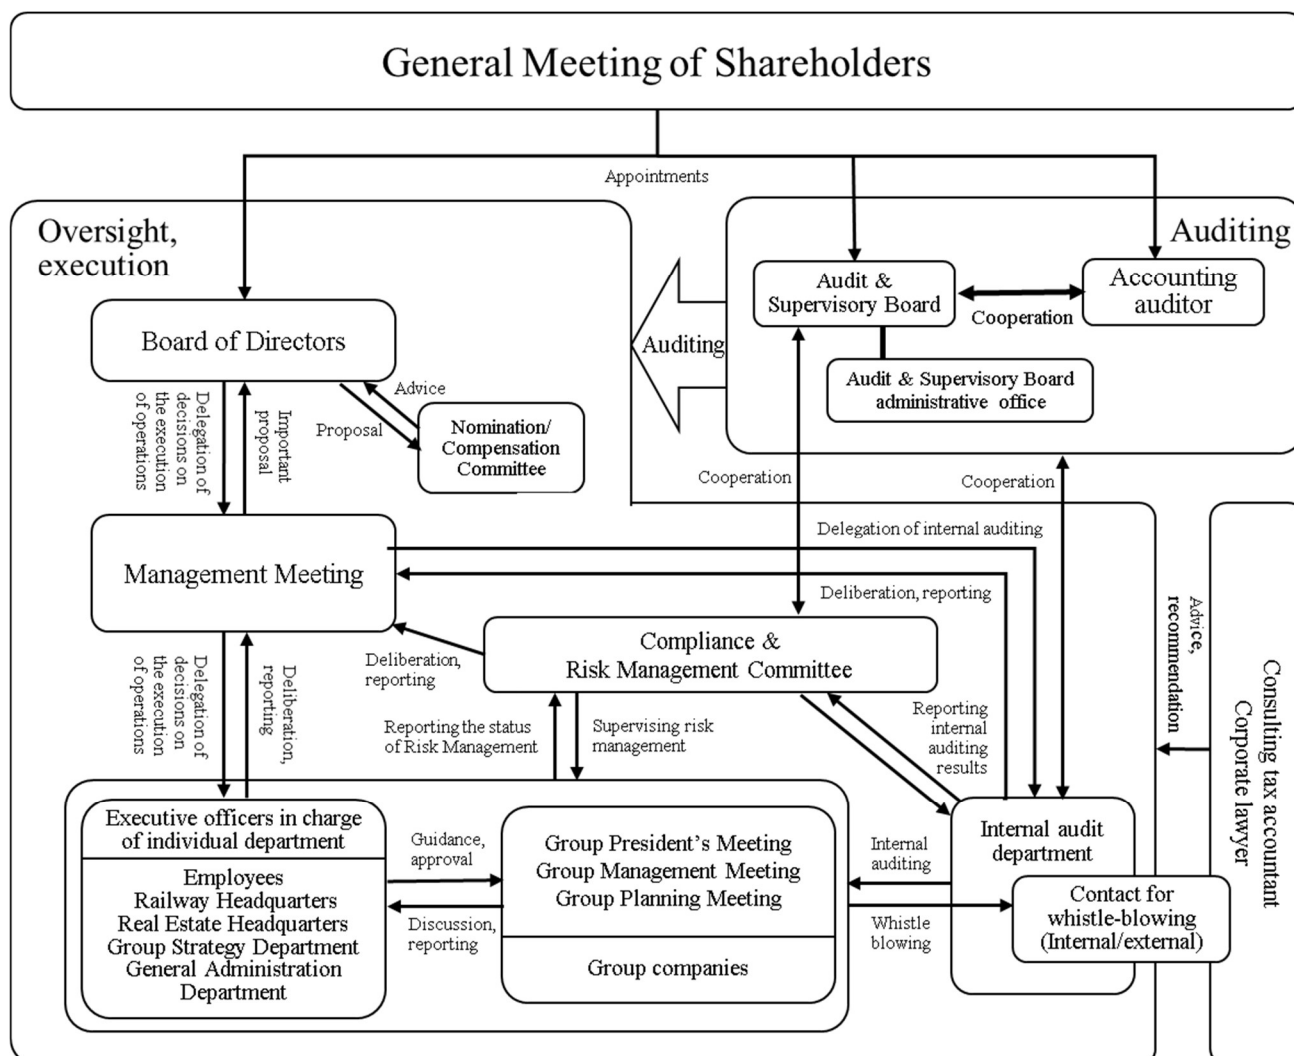 General Meeting of Shareholders
Appointments
Oversight,
execution
Auditing
Board of Directors
Audit &
Supervisory Board
Cooperation
Accounting
auditor
Auditing
Audit & Supervisory Board
administrative office
Delegation of
decisions on
the execution
of operations
Important
proposal
Advice
Proposal
Nomination/
Compensation
Committee
Cooperation
Cooperation
Management Meeting
Delegation of internal auditing
Deliberation, reporting
Compliance &
Risk Management Committee
Deliberation,
reporting
Delegation of
decisions on
the execution
of operations
Deliberation,
reporting
Reporting the status
of Risk Management
Supervising risk
management
Reporting
internal
auditing
results
Advice,
recommendation
Consulting tax accountant
Corporate lawyer
Executive officers in charge
of individual department
Employees
Railway Headquarters
Real Estate Headquarters
Group Strategy Department
General Administration
Department
Guidance,
approval
Discussion,
reporting
Group President's Meeting
Group Management Meeting
Group Planning Meeting
Group companies
Internal
auditing
Whistle
blowing
Internal audit
department
Contact for
whistle-blowing
(Internal/external)